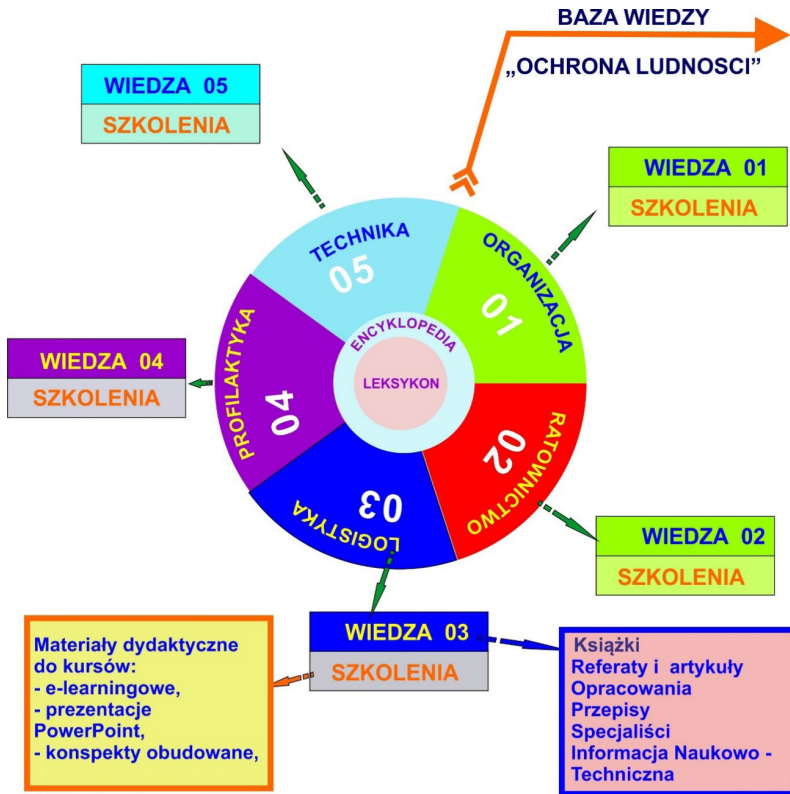 BAZA WIEDZY
„OCHRONA LUDNOSCI”
WIEDZA 05
SZKOLENIA
WIEDZA 01
SZKOLENIA
TECHNIKA
05
ORGANIZACJA
01
ENCYKLOPEDIA
LEKSYKON
PROFILAKTYKA
04
WIEDZA 04
SZKOLENIA
RATOWNICTWO
02
LOGISTYKA
03
WIEDZA 02
SZKOLENIA
WIEDZA 03
SZKOLENIA
Materiały dydaktyczne
do kursów:
- e-learningowe,
- prezentacje
PowerPoint,
- konspekty obudowane,
Książki
Referaty i artykuły
Opracowania
Przepisy
Specjaliści
Informacja Naukowo -
Techniczna